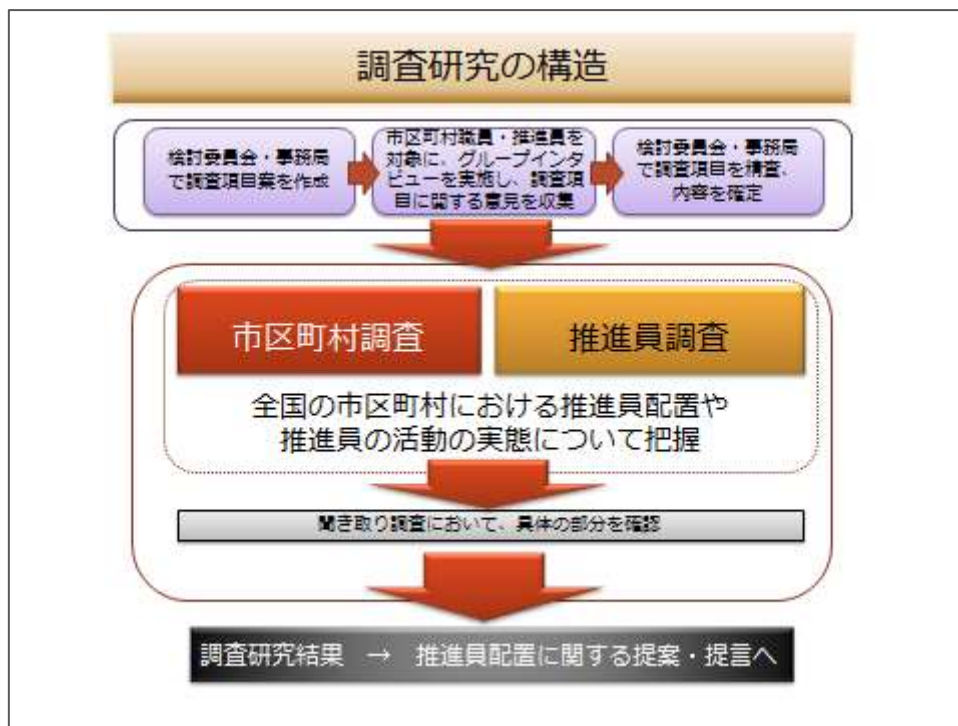 調査研究の構造
検討委員会・事務局
で調査項目案を作成
市区町村職員・推進員を
対象に、グループインタ
ビューを実施し、調査項
目に関する意見を収集
検討委員会・事務局
で調査項目を精査、
内容を確定
市区町村調査
推進員調査
全国の市区町村における推進員配置や
推進員の活動の実態について把握
聞き取り調査において、具体の部分を確認
調査研究結果 → 推進員配置に関する提案・提言へ